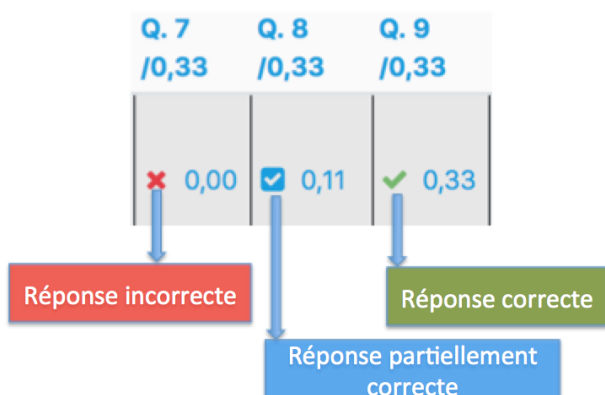 Q. 7 Q. 8 Q. 9
/0,33 /0,33 /0,33
0,00 0,11 0,33
Réponse incorrecte
Réponse correcte
Réponse partiellement
correcte